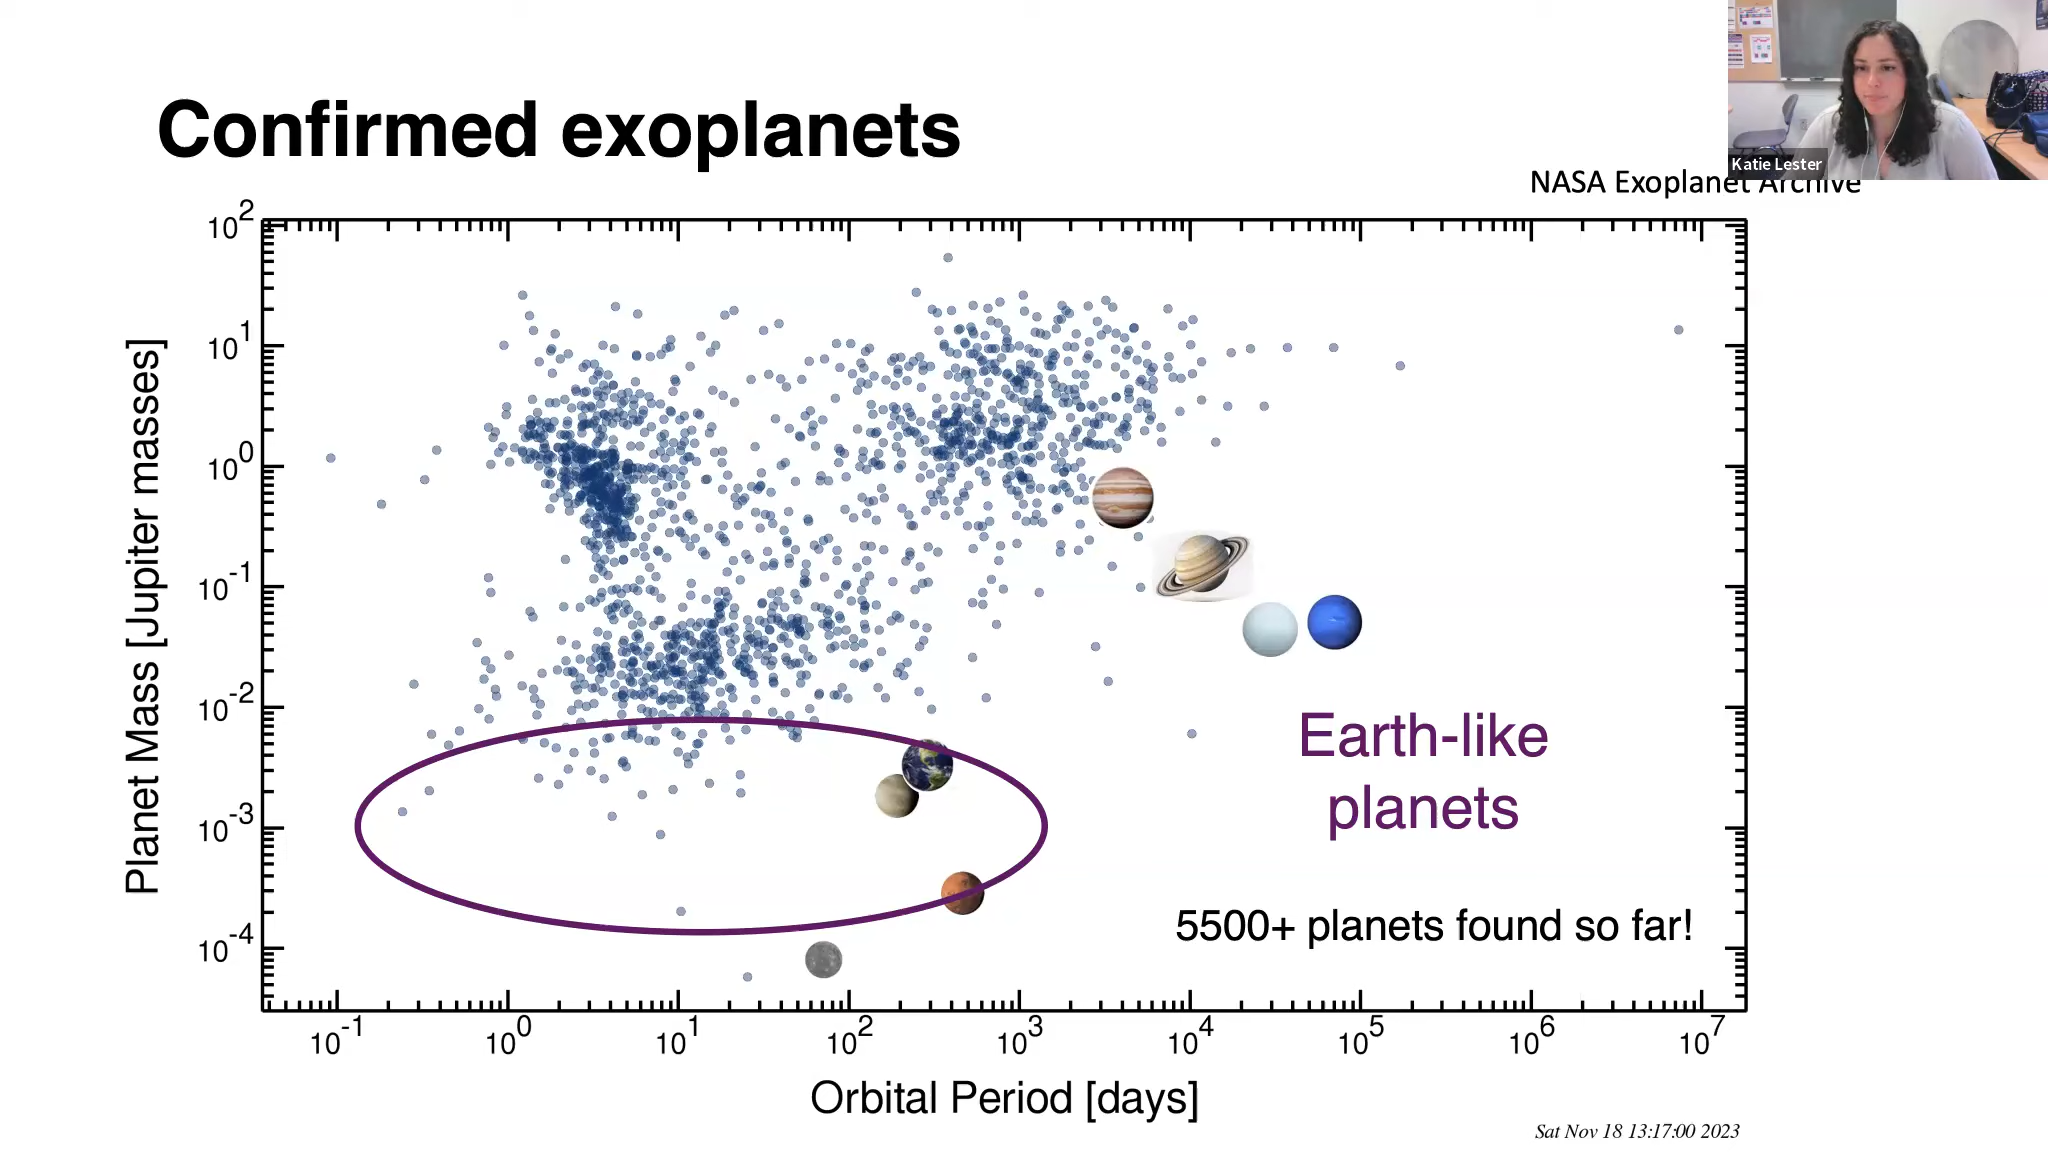 Confirmed exoplanets
Katie Lester
NASA Exoplanet Archive
10^2
10^1
10^0
10^-1
10^-2
10^-3
10^-4
Planet Mass [Jupiter masses]
Earth-like
planets
5500+ planets found so far!
10^-1 10^0 10^1 10^2 10^3 10^4 10^5 10^6 10^7
Orbital Period [days]
Sat Nov 18 13:17:00 2023